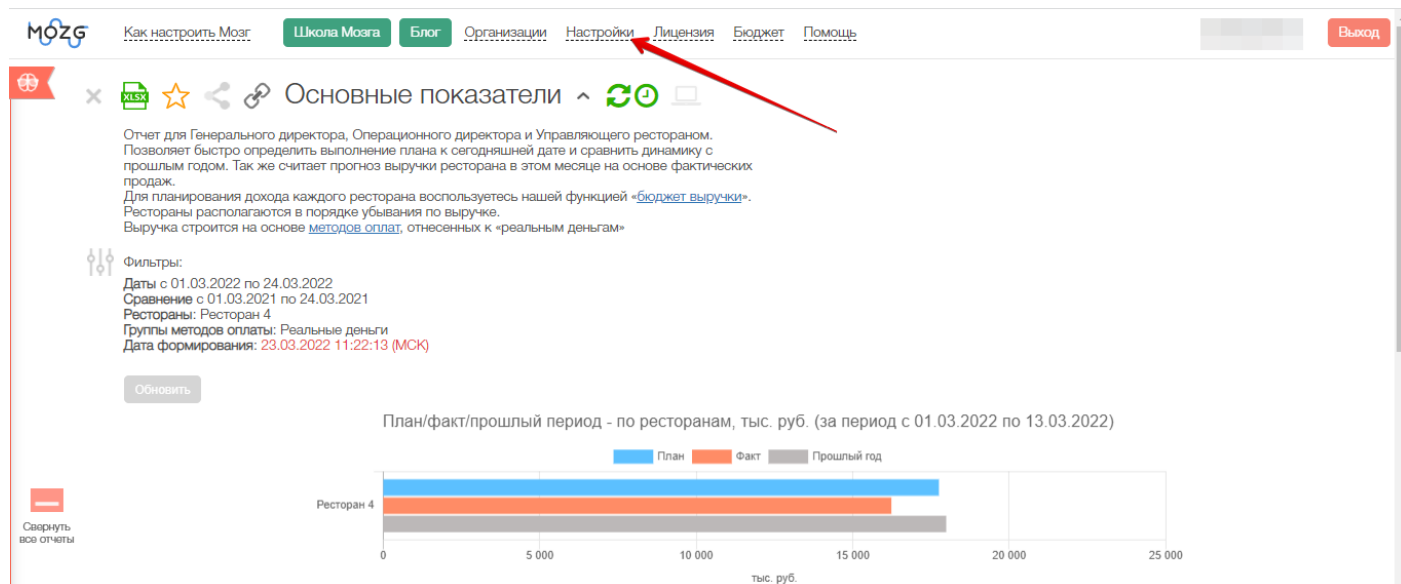 MOZG Как настроить Мозг Школа Мозга Блог Организации Настройки Лицензия Бюджет Помощь Выход
XLSX Основные показатели
Отчет для Генерального директора, Операционного директора и Управляющего рестораном.
Позволяет быстро определить выполнение плана к сегодняшней дате и сравнить динамику с
прошлым годом. Так же считает прогноз выручки ресторана в этом месяце на основе фактических
продаж.
Для планирования дохода каждого ресторана воспользуетесь нашей функцией «бюджет выручки».
Рестораны располагаются в порядке убывания по выручке.
Выручка строится на основе методов оплат, отнесенных к «реальным деньгам»
Фильтры:
Даты с 01.03.2022 по 24.03.2022
Сравнение с 01.03.2021 по 24.03.2021
Рестораны: Ресторан 4
Группы методов оплаты: Реальные деньги
Дата формирования: 23.03.2022 11:22:13 (МСК)
Обновить
План/факт/прошлый период - по ресторанам, тыс. руб. (за период с 01.03.2022 по 13.03.2022)
План Факт Прошлый год
Ресторан 4
0 5 000 10 000 15 000 20 000 25 000
тыс. руб.
Свернуть
все отчеты